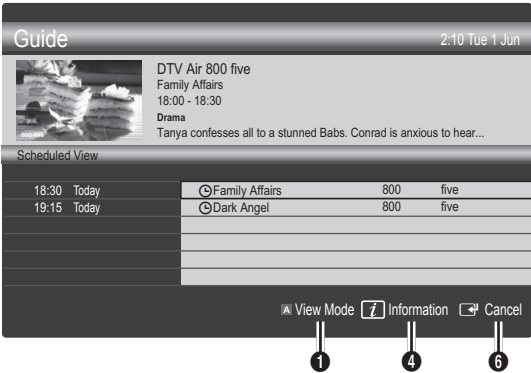 Guide 2:10 Tue 1 Jun
DTV Air 800 five
Family Affairs
18:00 - 18:30
Drama
Tanya confesses all to a stunned Babs. Conrad is anxious to hear...
800 five
Scheduled View
18:30 Today Family Affairs 800 five
19:15 Today Dark Angel 800 five
A View Mode i Information Cancel
1 4 6